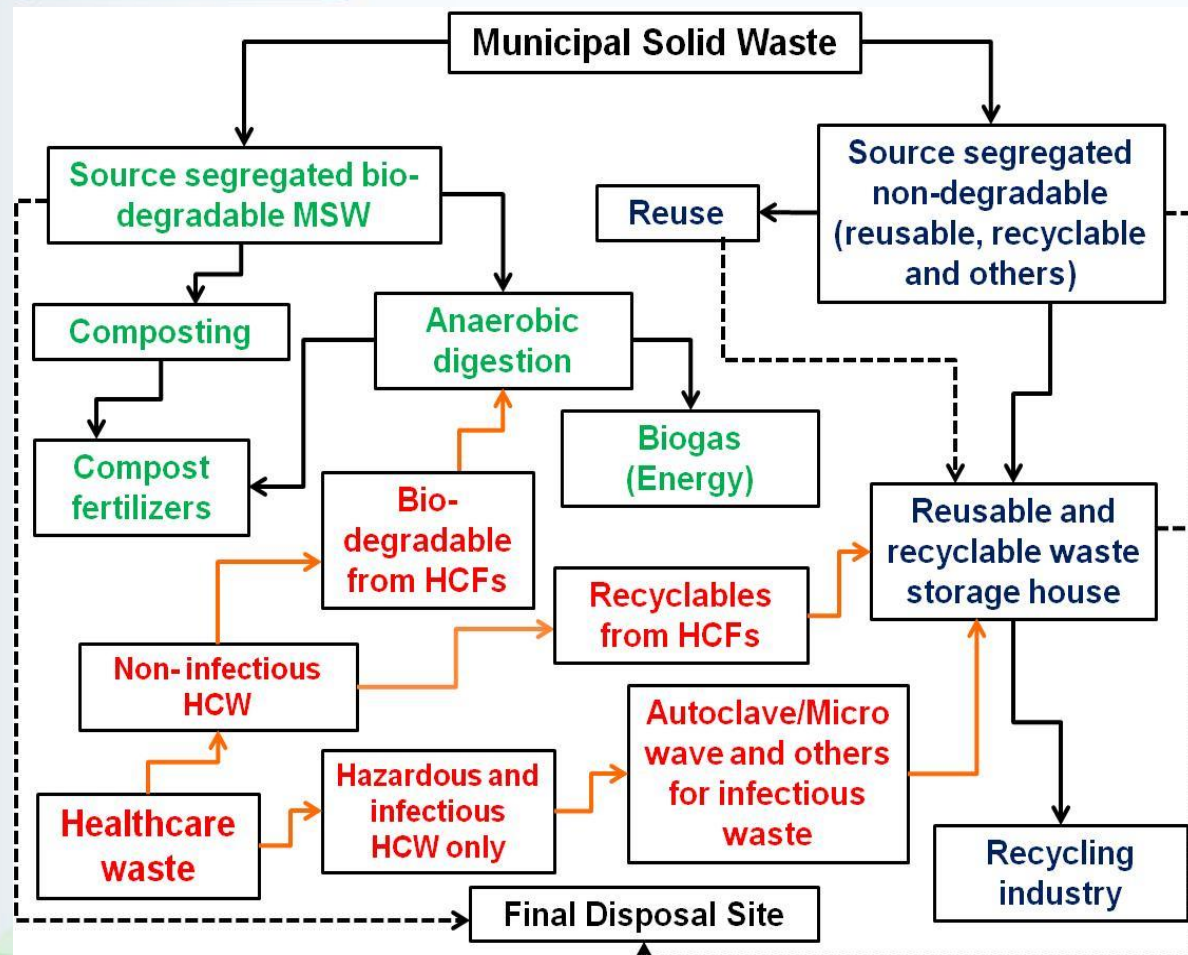 Municipal Solid Waste
Source segregated bio-
degradable MSW
Reuse
Source segregated
non-degradable
(reusable, recyclable
and others)
Composting
Anaerobic
digestion
Compost
fertilizers
Biogas
(Energy)
Bio-
degradable
from HCFs
Reusable and
recyclable waste
storage house
Recyclables
from HCFs
Non- infectious
HCW
Autoclave/Micro
wave and others
for infectious
waste
Hazardous and
infectious
HCW only
Healthcare
waste
Recycling
industry
Final Disposal Site